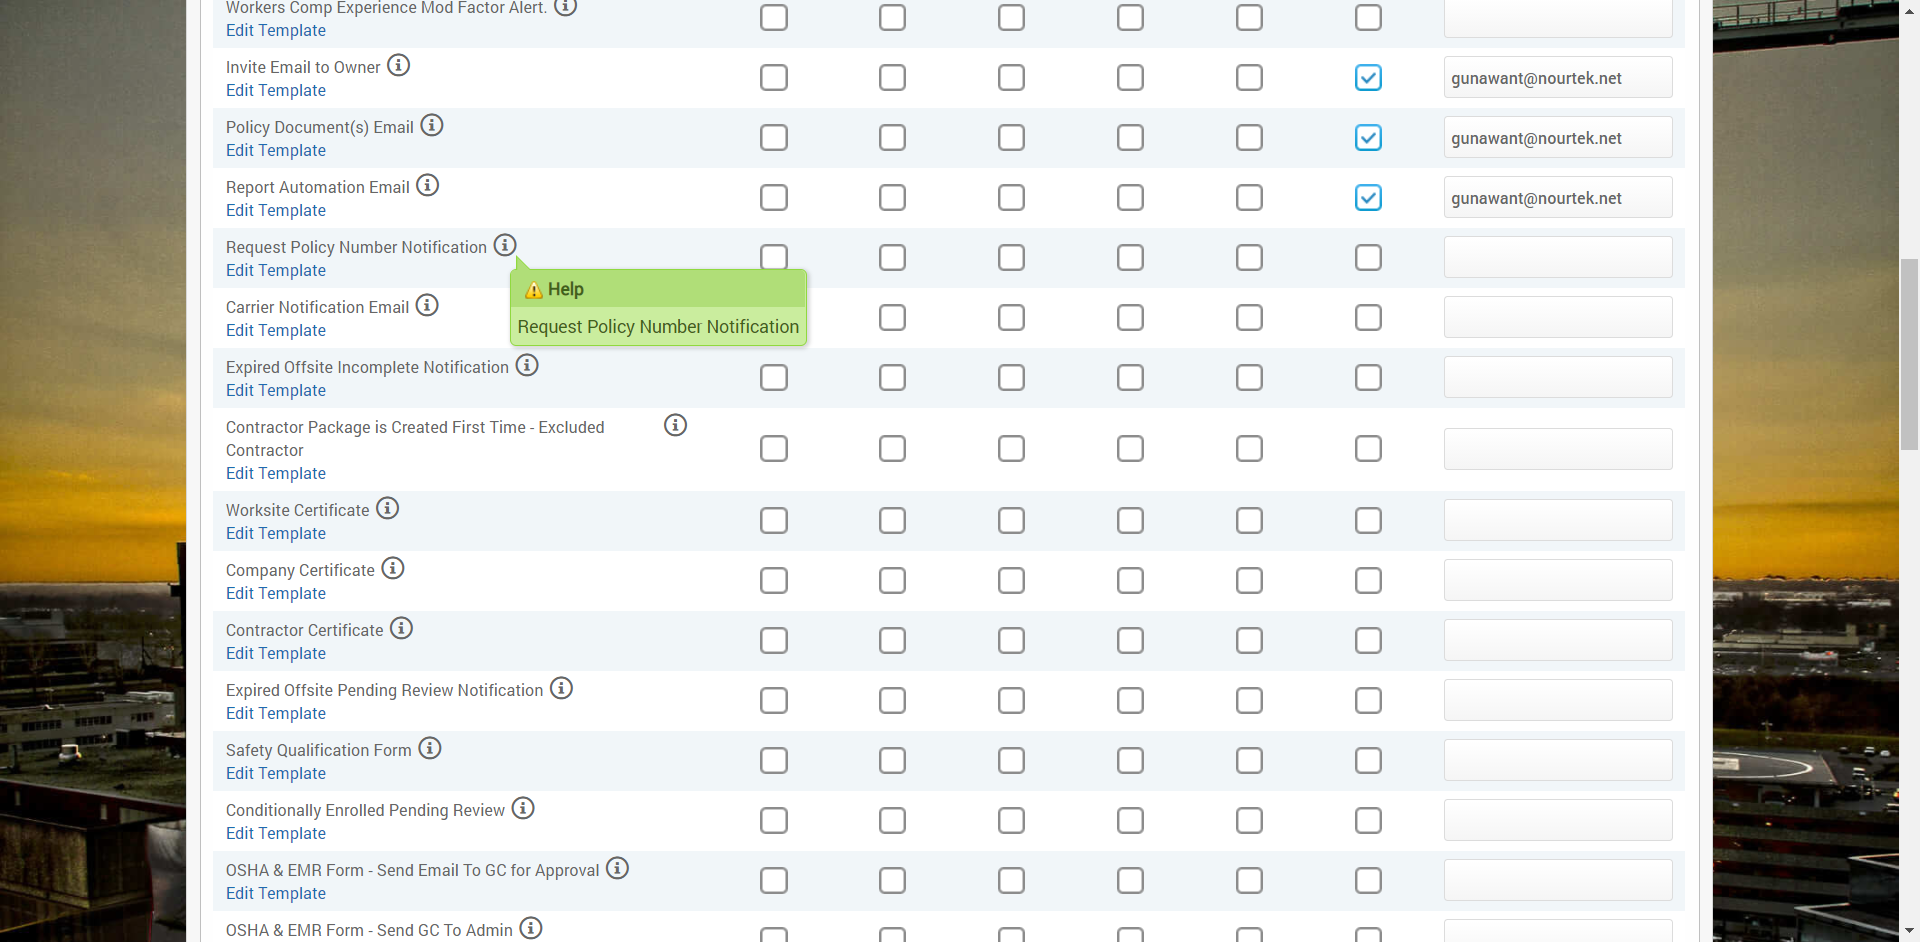 Workers Comp Experience Mod Factor Alert.
Edit Template
Invite Email to Owner
Edit Template
gunawant@nourtek.net
Policy Document(s) Email
Edit Template
gunawant@nourtek.net
Report Automation Email
Edit Template
gunawant@nourtek.net
Request Policy Number Notification
Edit Template
Help
Request Policy Number Notification
Carrier Notification Email
Edit Template
Expired Offsite Incomplete Notification
Edit Template
Contractor Package is Created First Time - Excluded
Contractor
Edit Template
Worksite Certificate
Edit Template
Company Certificate
Edit Template
Contractor Certificate
Edit Template
Expired Offsite Pending Review Notification
Edit Template
Safety Qualification Form
Edit Template
Conditionally Enrolled Pending Review
Edit Template
OSHA & EMR Form - Send Email To GC for Approval
Edit Template
OSHA & EMR Form - Send GC To Admin